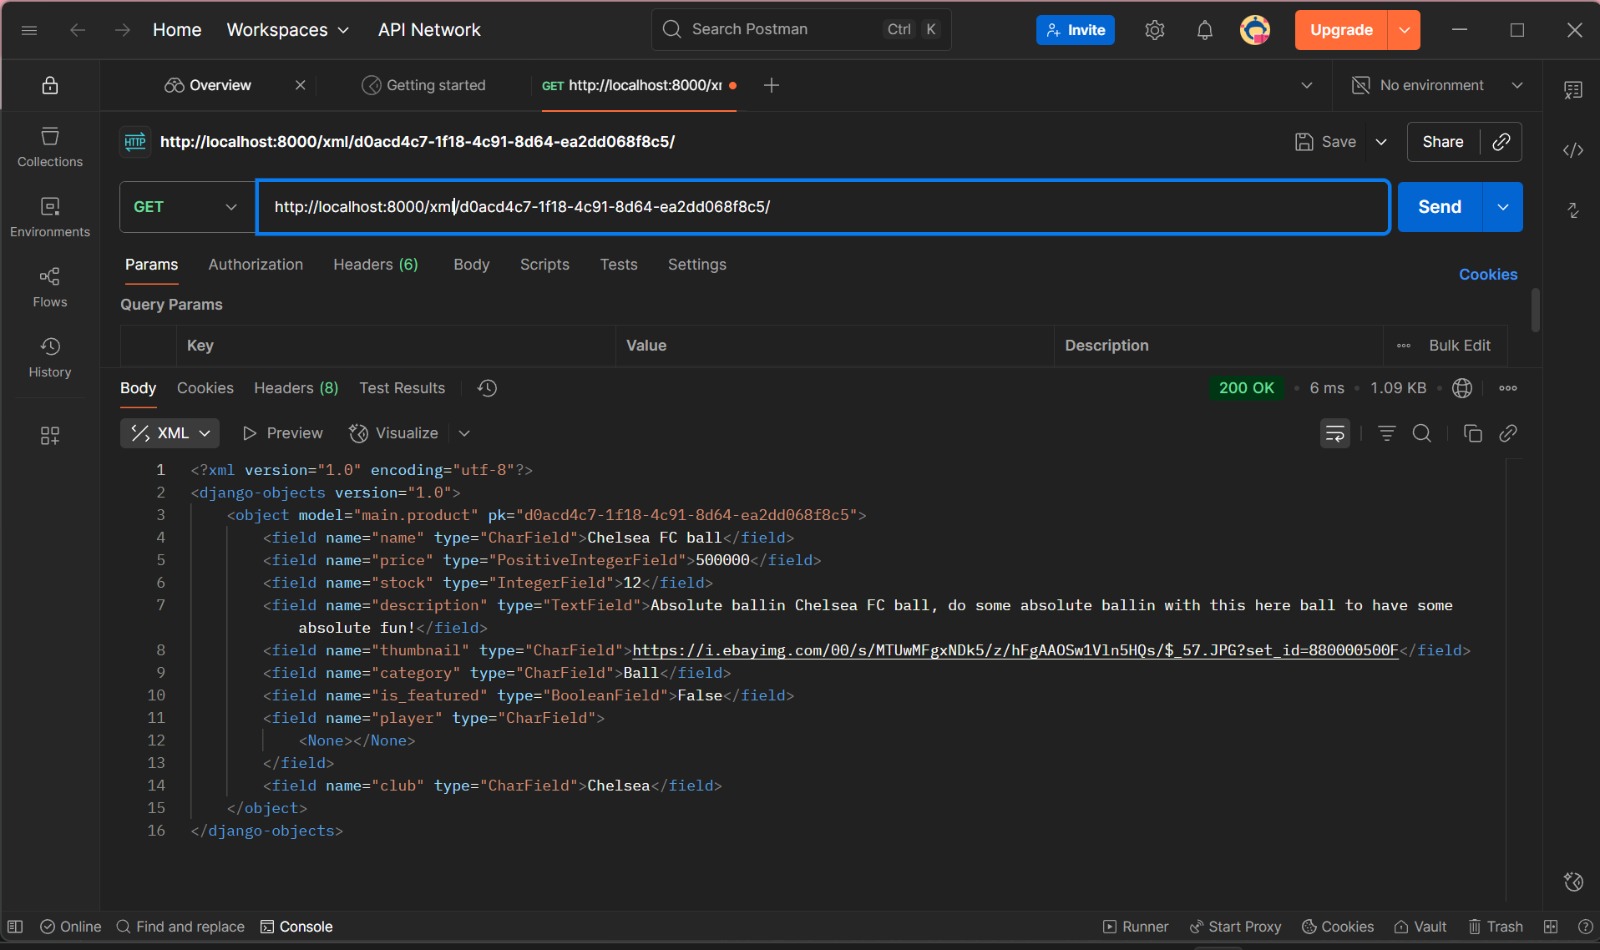 Home Workspaces API Network Search Postman Ctrl K Invite Upgrade
Overview Getting started GET http://localhost:8000/xr No environment
HTTP http://localhost:8000/xml/d0acd4c7-1f18-4c91-8d64-ea2dd068f8c5/ Save Share
Collections
GET http://localhost:8000/xml/d0acd4c7-1f18-4c91-8d64-ea2dd068f8c5/ Send
Environments
Params Authorization Headers (6) Body Scripts Tests Settings Cookies
Flows
Query Params
Key Value Description Bulk Edit
History
Body Cookies Headers (8) Test Results 200 OK • 6 ms • 1.09 KB •
XML Preview Visualize
1 <?xml version="1.0" encoding="utf-8"?>
2 <django-objects version="1.0">
3 <object model="main.product" pk="d0acd4c7-1f18-4c91-8d64-ea2dd068f8c5">
4 <field name="name" type="CharField">Chelsea FC ball</field>
5 <field name="price" type="PositiveIntegerField">500000</field>
6 <field name="stock" type="IntegerField">12</field>
7 <field name="description" type="TextField">Absolute ballin Chelsea FC ball, do some absolute ballin with this here ball to have some
absolute fun!</field>
8 <field name="thumbnail" type="CharField">https://i.ebayimg.com/00/s/MTUwMFgxNDk5/z/hFgAAOSw1Vln5HQs/$_57.JPG?set_id=880000500F</field>
9 <field name="category" type="CharField">Ball</field>
10 <field name="is_featured" type="BooleanField">False</field>
11 <field name="player" type="CharField">
12 <None></None>
13 </field>
14 <field name="club" type="CharField">Chelsea</field>
15 </object>
16 </django-objects>
Online Find and replace Console Runner Start Proxy Cookies Vault Trash